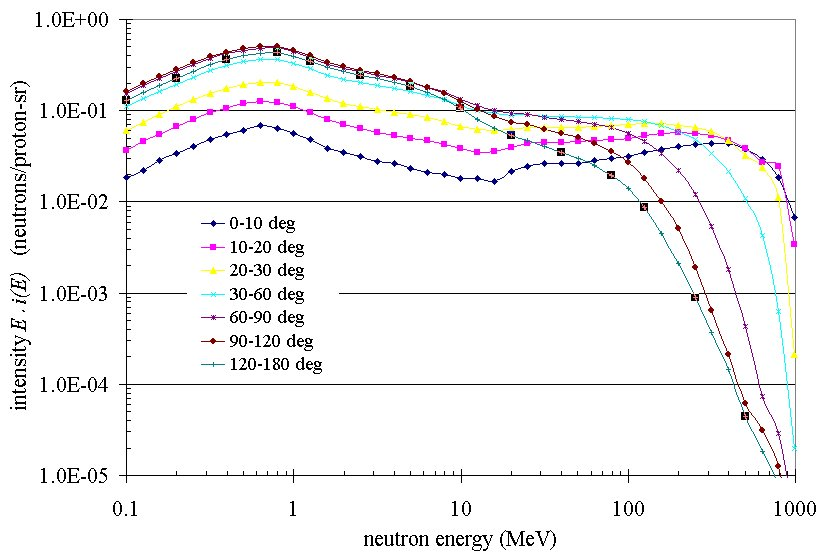 1.0E+00
1.0E-01
1.0E-02
1.0E-03
1.0E-04
1.0E-05
intensity E . i(E) (neutrons/proton-sr)
0-10 deg
10-20 deg
20-30 deg
30-60 deg
60-90 deg
90-120 deg
120-180 deg
0.1 1 10 100 1000
neutron energy (MeV)